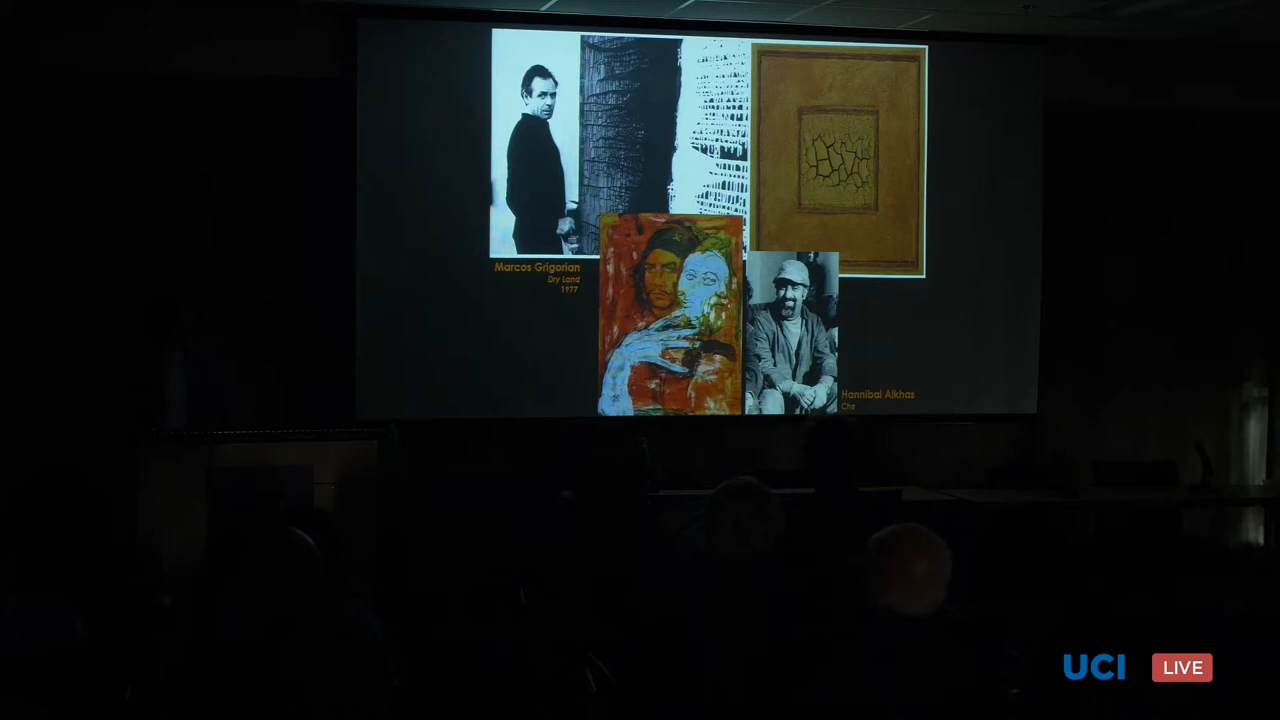 Marcos Grigorian
Dry Land
1977
Hannibal Alkhas
Che
UCI
LIVE